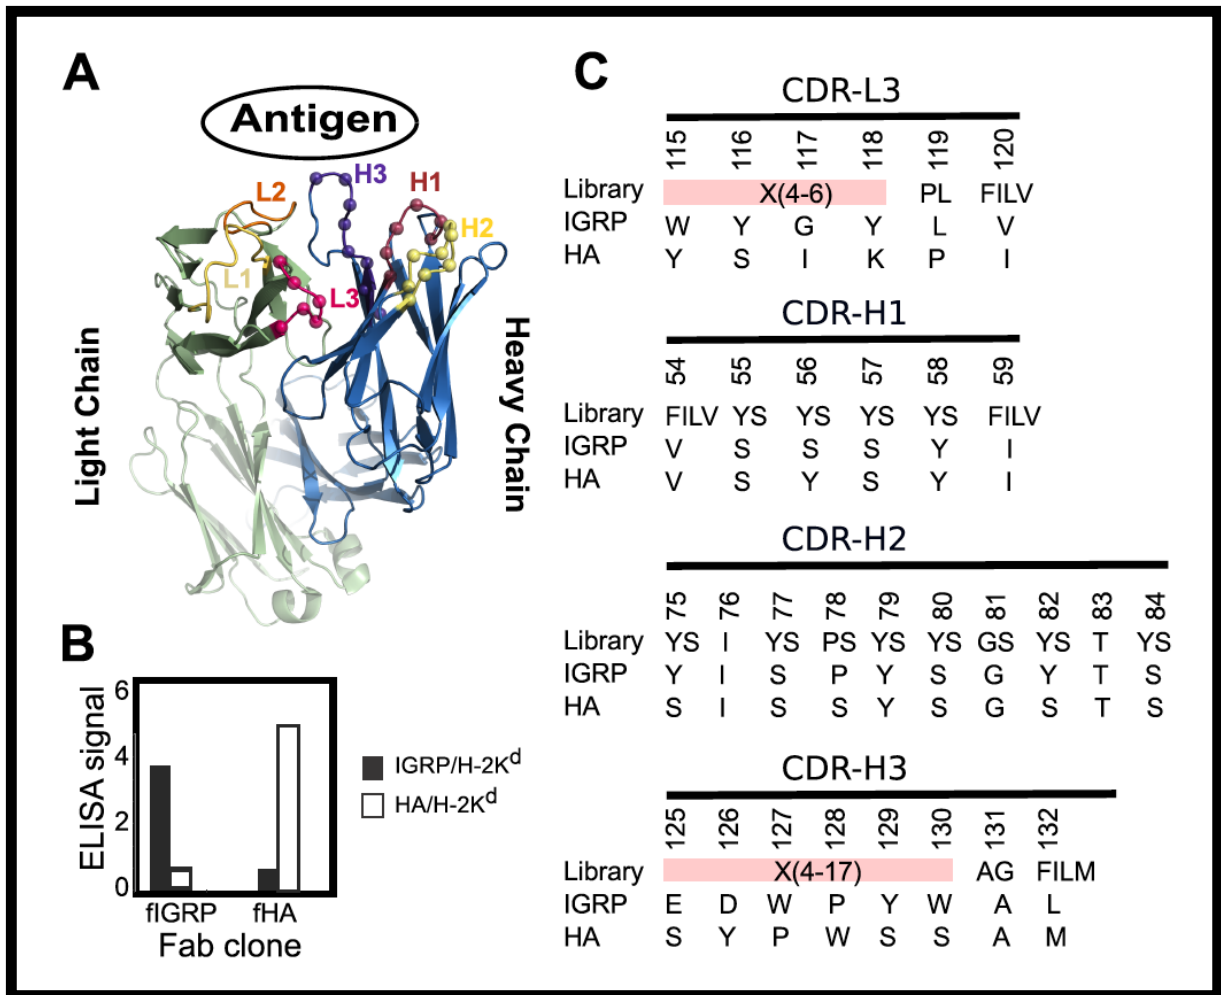 A
Antigen
H3
H1
L2
H2
L1
L3
Light Chain
Heavy Chain
B
ELISA signal
6
4
2
0
fIGRP fHA
Fab clone
IGRP/H-2Kd
HA/H-2Kd
C
CDR-L3
115 116 117 118 119 120
Library X(4-6) PL FILV
IGRP W Y G Y L V
HA Y S I K P I
CDR-H1
54 55 56 57 58 59
Library FILV YS YS YS YS FILV
IGRP V S S S Y I
HA V S Y S Y I
CDR-H2
75 76 77 78 79 80 81 82 83 84
Library YS I YS PS YS YS GS YS T YS
IGRP Y I S P Y S G Y T S
HA S I S S Y S G S T S
CDR-H3
125 126 127 128 129 130 131 132
Library X(4-17) AG FILM
IGRP E D W P Y W A L
HA S Y P W S S A M